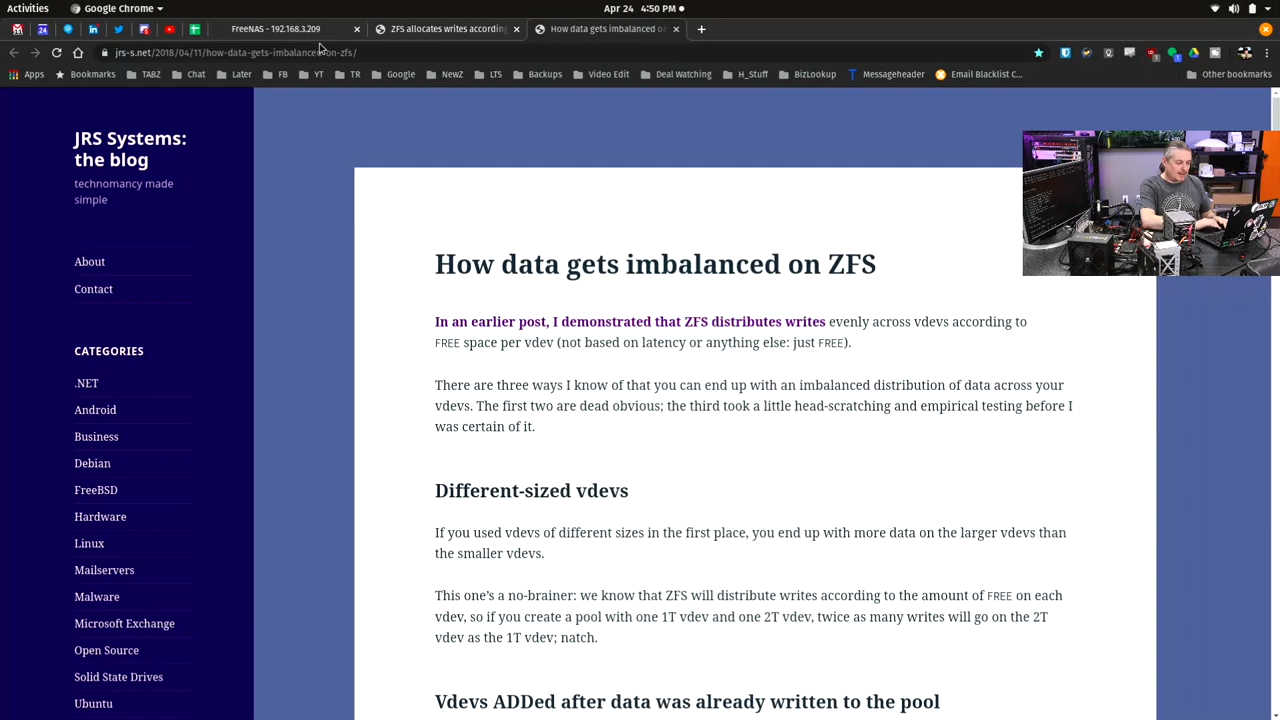 Activities
Google Chrome
Apr 24 4:50 PM
24
FreeNAS - 192.168.3.209
ZFS allocates writes accordin
How data gets imbalanced on
jrs-s.net/2018/04/11/how-data-gets-imbalanced-on-zfs/
Apps
Bookmarks
TABZ
Chat
Later
FB
YT
TR
Google
NewZ
LTS
Backups
Video Edit
Deal Watching
H_Stuff
BizLookup
Messageheader
Email Blacklist C...
Other bookmarks
JRS Systems:
the blog
technomancy made
simple
About
Contact
CATEGORIES
.NET
Android
Business
Debian
FreeBSD
Hardware
Linux
Mailservers
Malware
Microsoft Exchange
Open Source
Solid State Drives
Ubuntu
How data gets imbalanced on ZFS
In an earlier post, I demonstrated that ZFS distributes writes evenly across vdevs according to
FREE space per vdev (not based on latency or anything else: just FREE).
There are three ways I know of that you can end up with an imbalanced distribution of data across your
vdevs. The first two are dead obvious; the third took a little head-scratching and empirical testing before I
was certain of it.
Different-sized vdevs
If you used vdevs of different sizes in the first place, you end up with more data on the larger vdevs than
the smaller vdevs.
This one's a no-brainer: we know that ZFS will distribute writes according to the amount of FREE on each
vdev, so if you create a pool with one 1T vdev and one 2T vdev, twice as many writes will go on the 2T
vdev as the 1T vdev; natch.
Vdevs ADDed after data was already written to the pool